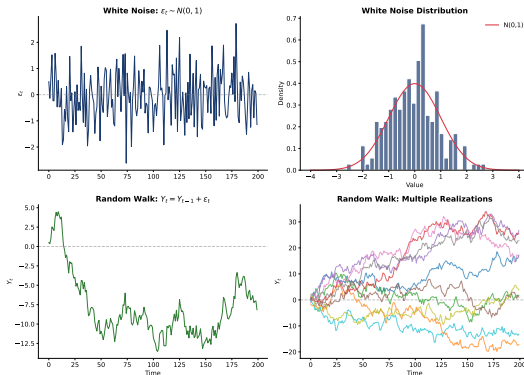 White Noise: εt ~ N(0, 1)
White Noise Distribution
εt
2
1
0
−1
−2
0 25 50 75 100 125 150 175 200
Density
0.7
0.6
0.5
0.4
0.3
0.2
0.1
0.0
N(0,1)
−4 −3 −2 −1 0 1 2 3 4
Value
Random Walk: Yt = Yt−1 + εt
Random Walk: Multiple Realizations
Yt
5.0
2.5
0.0
−2.5
−5.0
−7.5
−10.0
−12.5
0 25 50 75 100 125 150 175 200
Time
Yt
30
20
10
0
−10
−20
0 25 50 75 100 125 150 175 200
Time